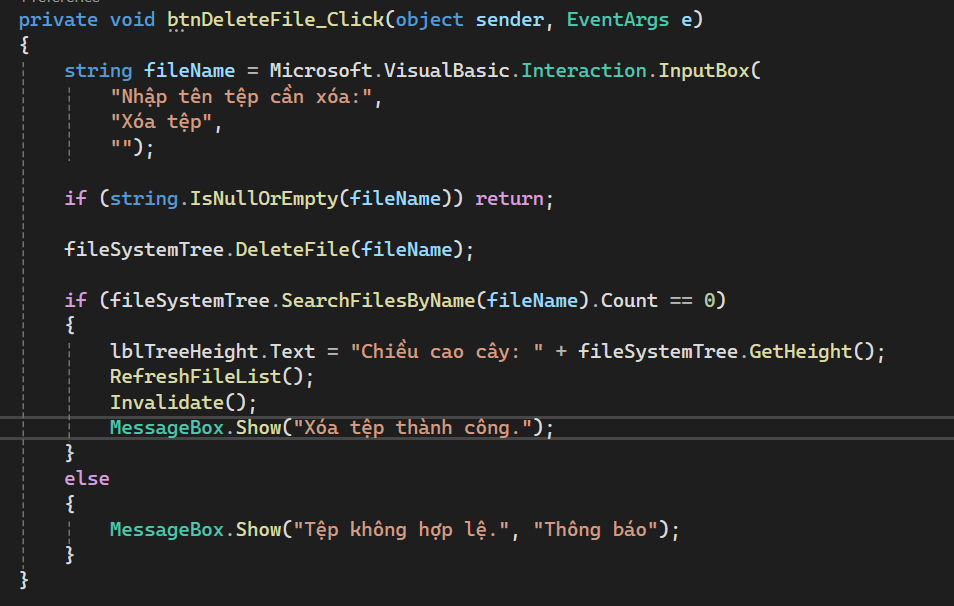 private void btnDeleteFile_Click(object sender, EventArgs e)
{
string fileName = Microsoft.VisualBasic.Interaction.InputBox(
"Nhập tên tệp cần xóa:",
"Xóa tệp",
"");
if (string.IsNullOrEmpty(fileName)) return;
fileSystemTree.DeleteFile(fileName);
if (fileSystemTree.SearchFilesByName(fileName).Count == 0)
{
lblTreeHeight.Text = "Chiều cao cây: " + fileSystemTree.GetHeight();
RefreshFileList();
Invalidate();
MessageBox.Show("Xóa tệp thành công.");
}
else
{
MessageBox.Show("Tệp không hợp lệ.", "Thông báo");
}
}